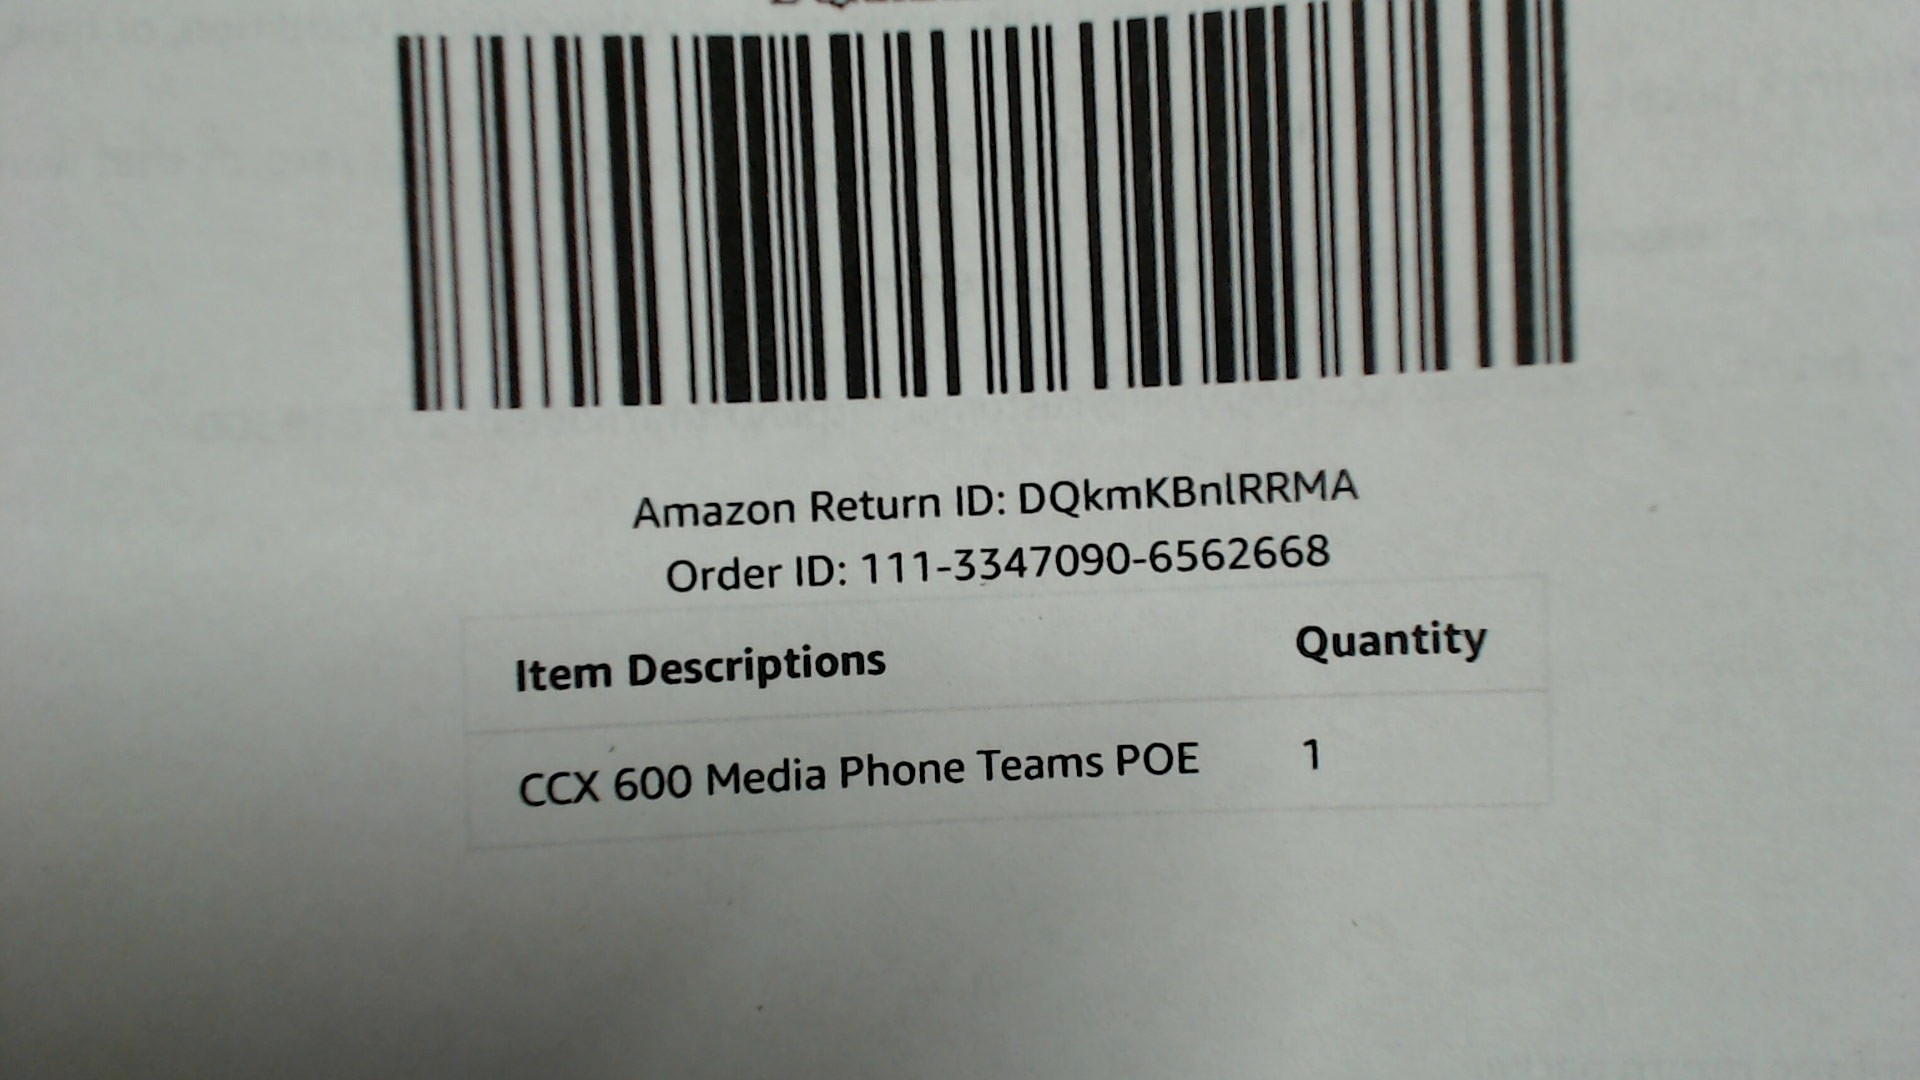 Amazon Return ID: DQkmKBnlRRMA
Order ID: 111-3347090-6562668
Item Descriptions Quantity
CCX 600 Media Phone Teams POE 1